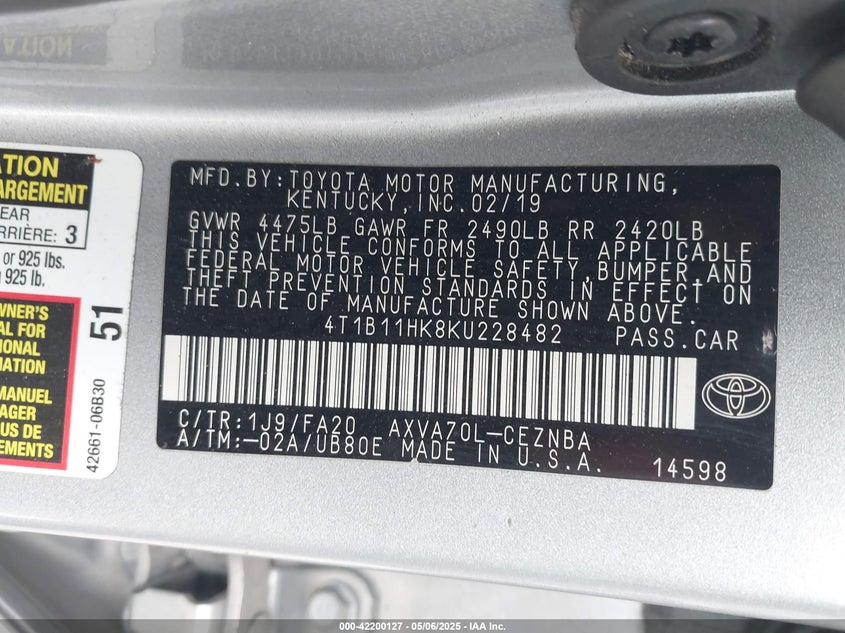 ATION
ARGEMENT
EAR
RRIÈRE: 3
or 925 lbs.
925 lb.
WNER'S
AL FOR
IONAL
MATION
MANUEL
AGER
US DE
EMENTS
51
42661-06B30
MFD.BY:TOYOTA MOTOR MANUFACTURING,
KENTUCKY,INC.02/19
GVWR 4475LB GAWR FR 2490LB RR 2420LB
THIS VEHICLE CONFORMS TO ALL APPLICABLE
FEDERAL MOTOR VEHICLE SAFETY,BUMPER,AND
THEFT PREVENTION STANDARDS IN EFFECT ON
THE DATE OF MANUFACTURE SHOWN ABOVE.
4T1B11HK8KU228482 PASS.CAR
C/TR:1J9/FA20 AXVA70L-CEZNBA
A/TM:-02A/UB80E MADE IN U.S.A. 14598
000-42200127 - 05/06/2025 - IAA Inc.